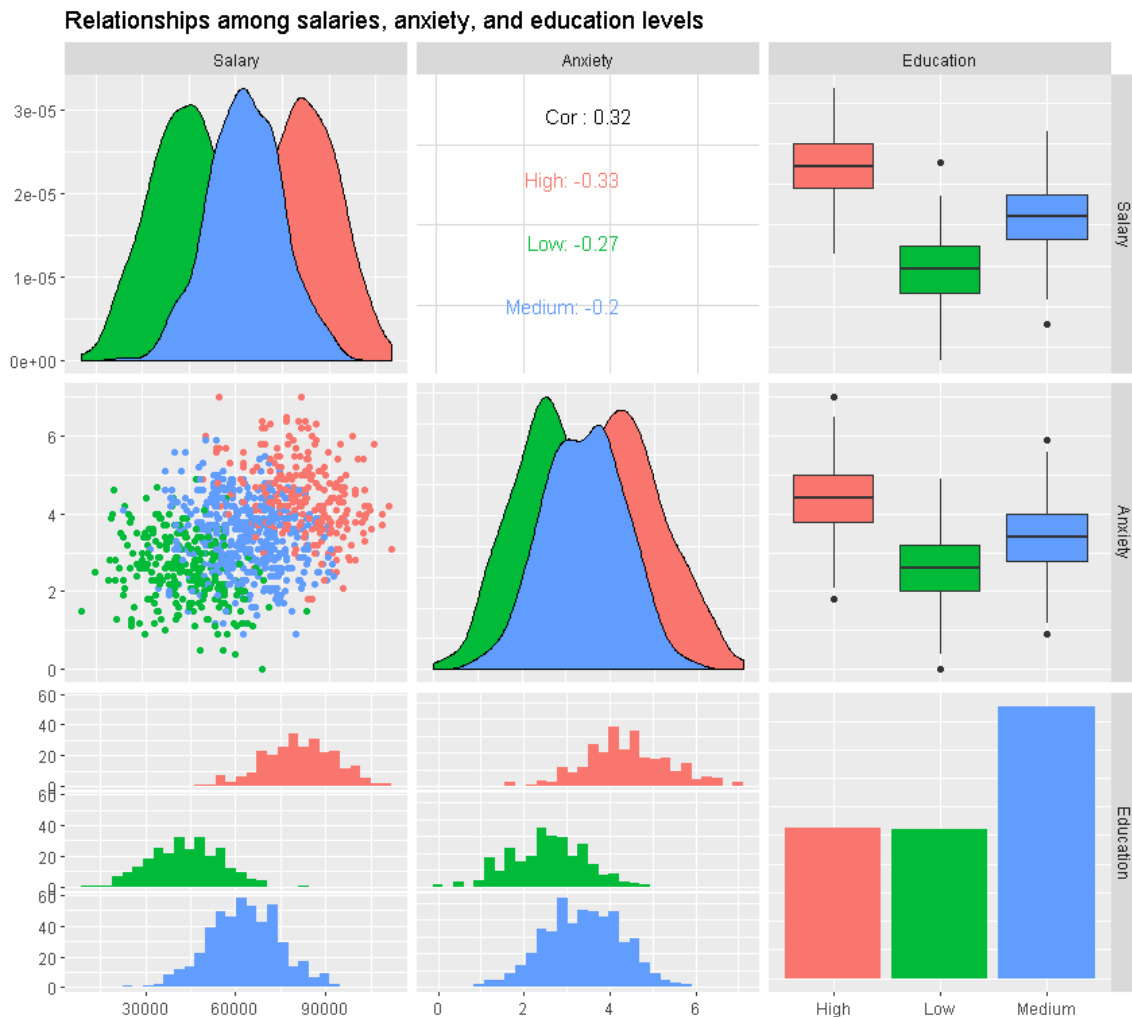 Relationships among salaries, anxiety, and education levels
Salary
Anxiety
Education
3e-05
2e-05
1e-05
0e+00
Cor : 0.32
High: -0.33
Low: -0.27
Medium: -0.2
Salary
6
4
2
0
Anxiety
60
40
20
0
60
40
20
0
60
40
20
0
Education
30000
60000
90000
0
2
4
6
High
Low
Medium